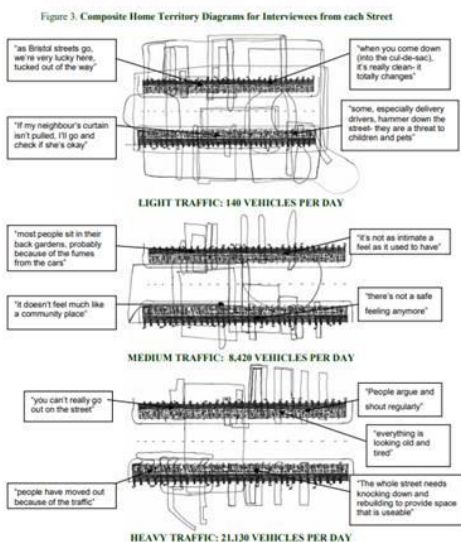 Figure 3. Composite Home Territory Diagrams for Interviewees from each Street
"as Bristol streets go,
we're very lucky here,
tucked out of the way"
"when you come down
(into the cul-de-sac),
it's really clean- it
totally changes"
"If my neighbour's curtain
isn't pulled, I'll go and
check if she's okay"
"some, especially delivery
drivers, hammer down the
street- they are a threat to
children and pets"
LIGHT TRAFFIC: 140 VEHICLES PER DAY
"most people sit in their
back gardens, probably
because of the fumes
from the cars"
"it's not as intimate a
feel as it used to have"
"it doesn't feel much like
a community place"
"there's not a safe
feeling anymore"
MEDIUM TRAFFIC: 8,420 VEHICLES PER DAY
"you can't really go
out on the street"
"People argue and
shout regularly"
"everything is
looking old and
tired"
"people have moved out
because of the traffic"
"The whole street needs
knocking down and
rebuilding to provide space
that is useable"
HEAVY TRAFFIC: 21,130 VEHICLES PER DAY